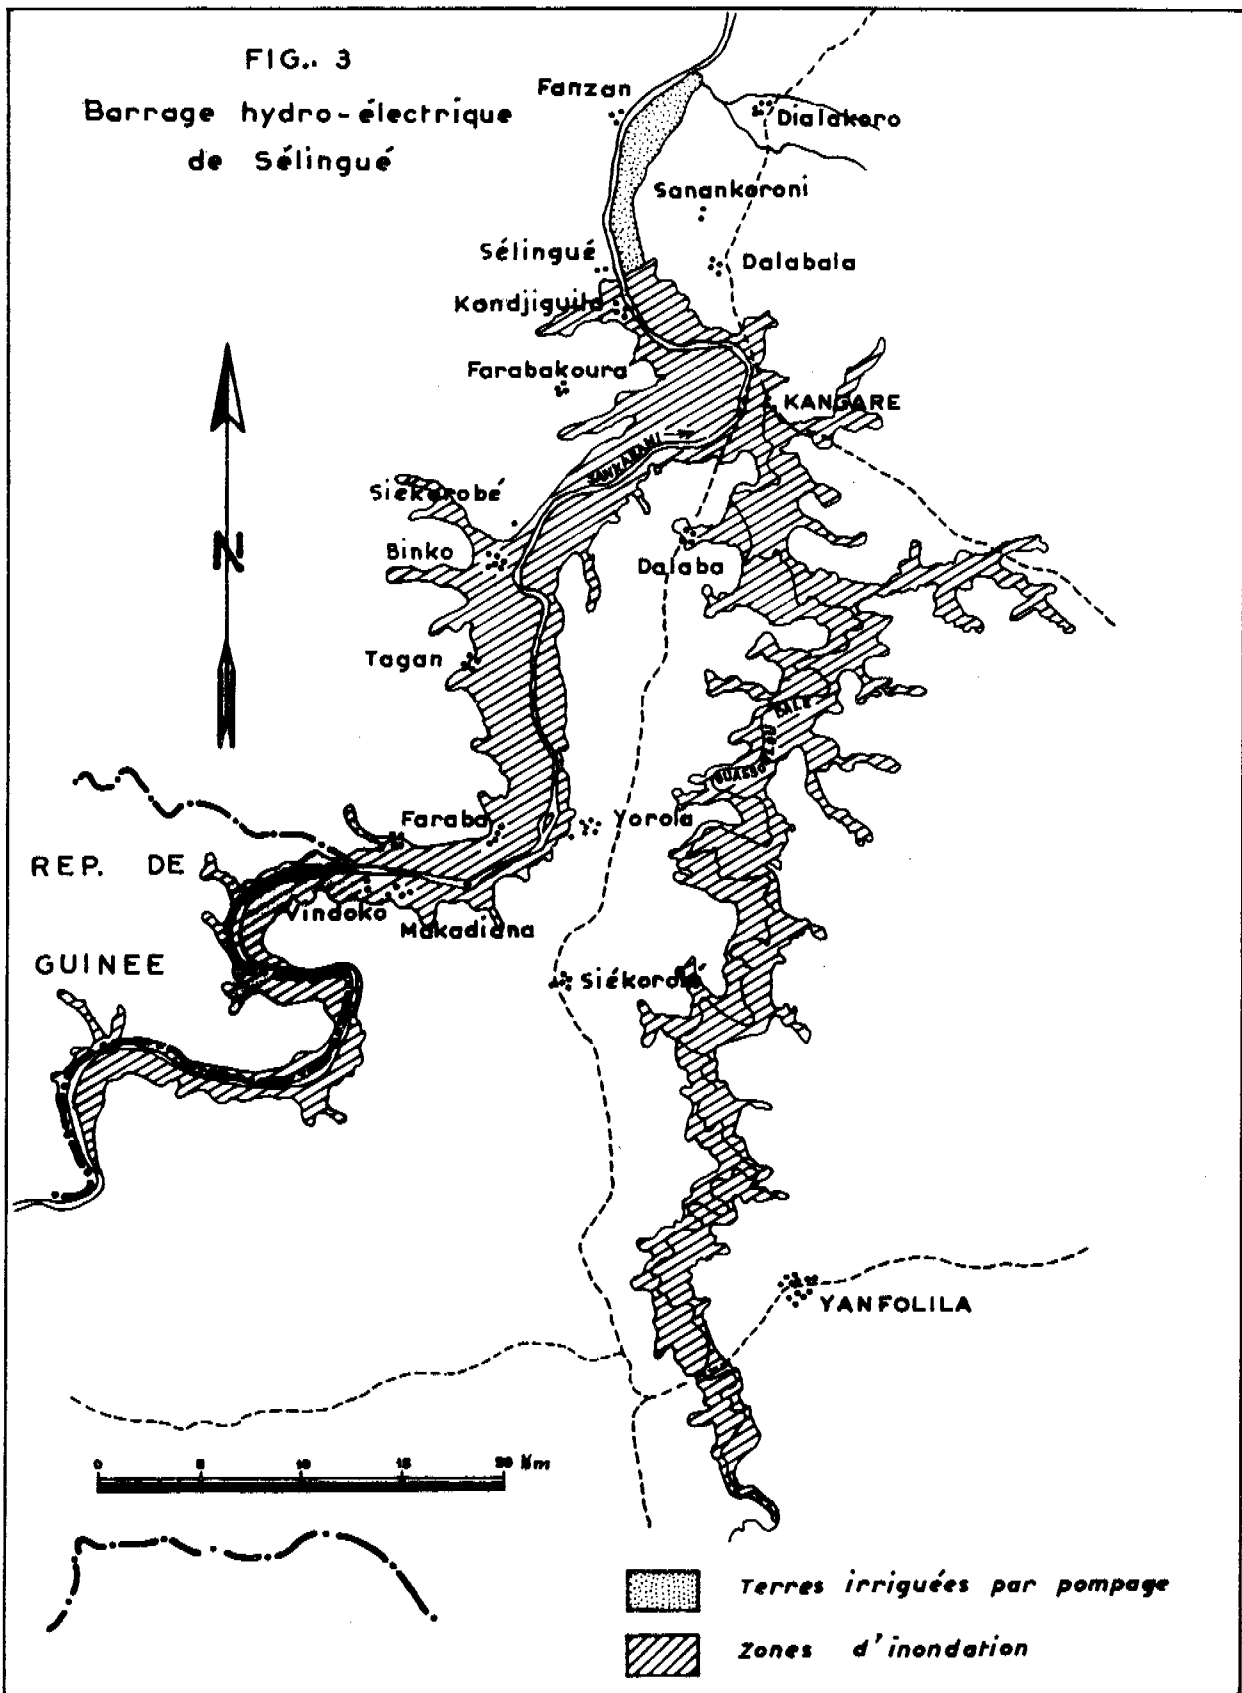 FIG.. 3
Barrage hydro-électrique
de Sélingué
Fanzan
Dialakoro
Sanankoroni
Sélingué
Dalabala
Kondjiguila
Farabakoura
KANGARE
SANKARANI
Siékorobé
N
Binko
Dalaba
Tagan
BALE
Faraba
Yorola
REP. DE
Vindoko
Makadiana
GUINEE
Siékorolé
YANFOLILA
0 5 10 15 20 Km
Terres irriguées par pompage
Zones d'inondation